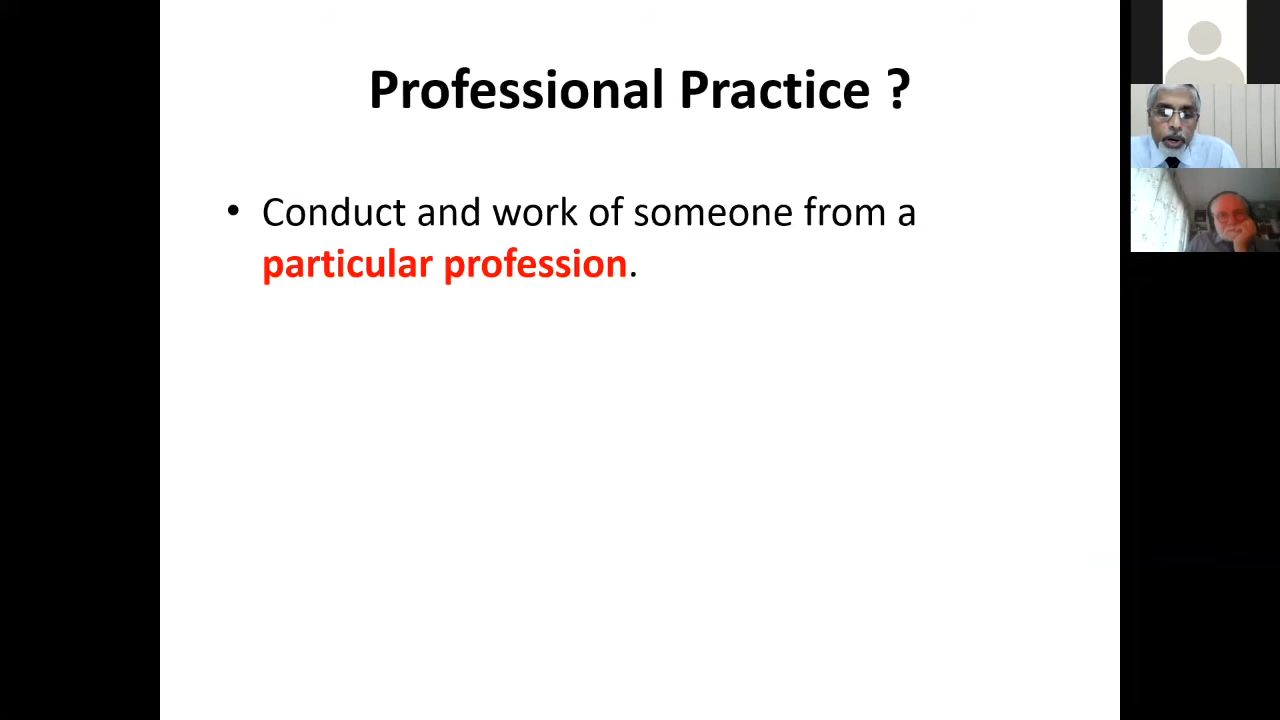 Professional Practice ?
• Conduct and work of someone from a
particular profession.